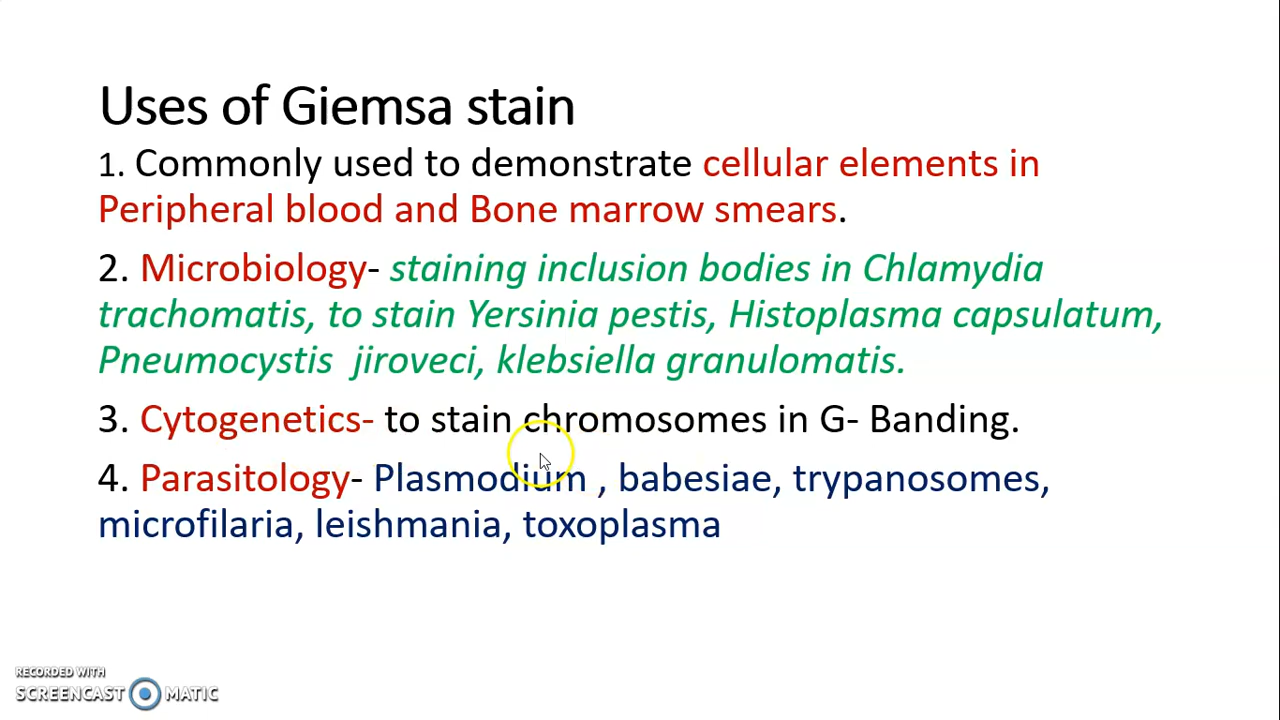 Uses of Giemsa stain
1. Commonly used to demonstrate cellular elements in
Peripheral blood and Bone marrow smears.
2. Microbiology- staining inclusion bodies in Chlamydia
trachomatis, to stain Yersinia pestis, Histoplasma capsulatum,
Pneumocystis  jiroveci, klebsiella granulomatis.
3. Cytogenetics- to stain chromosomes in G- Banding.
4. Parasitology- Plasmodium , babesiae, trypanosomes,
microfilaria, leishmania, toxoplasma
RECORDED WITH
SCREENCAST MATIC